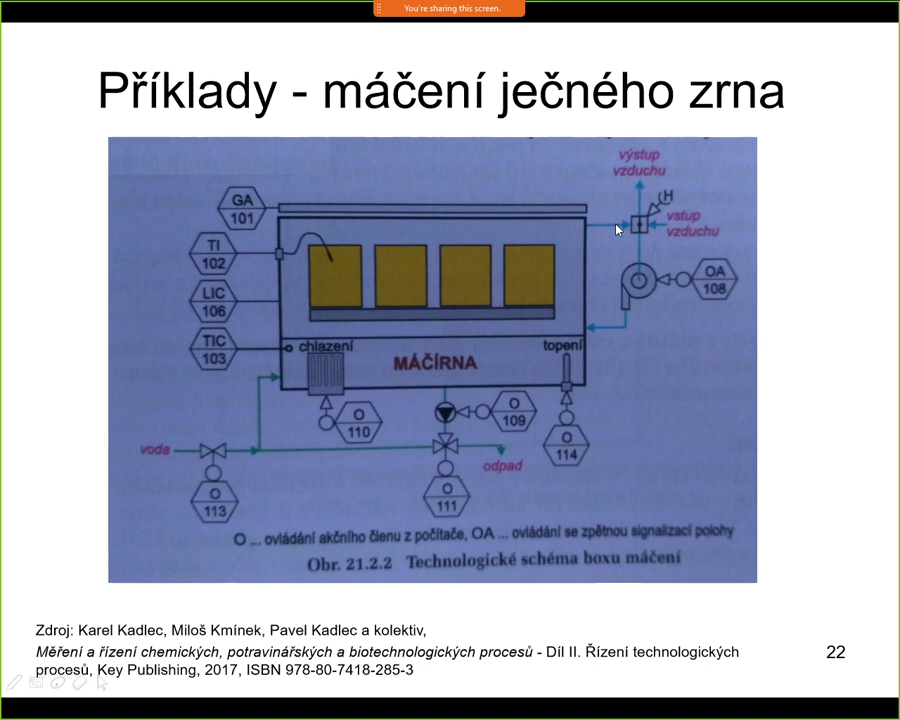 You're sharing this screen.
Příklady - máčení ječného zrna
výstup
vzduchu
GA
101
H
vstup
vzduchu
TI
102
OA
108
LIC
106
TIC
103
chlazení
topení
MÁČÍRNA
O
110
O
109
O
114
voda
odpad
O
113
O
111
O ... ovládání akčního členu z počítače, OA ... ovládání se zpětnou signalizací polohy
Obr. 21.2.2 Technologické schéma boxu máčení
Zdroj: Karel Kadlec, Miloš Kmínek, Pavel Kadlec a kolektiv,
Měření a řízení chemických, potravinářských a biotechnologických procesů - Díl II. Řízení technologických
procesů, Key Publishing, 2017, ISBN 978-80-7418-285-3
22